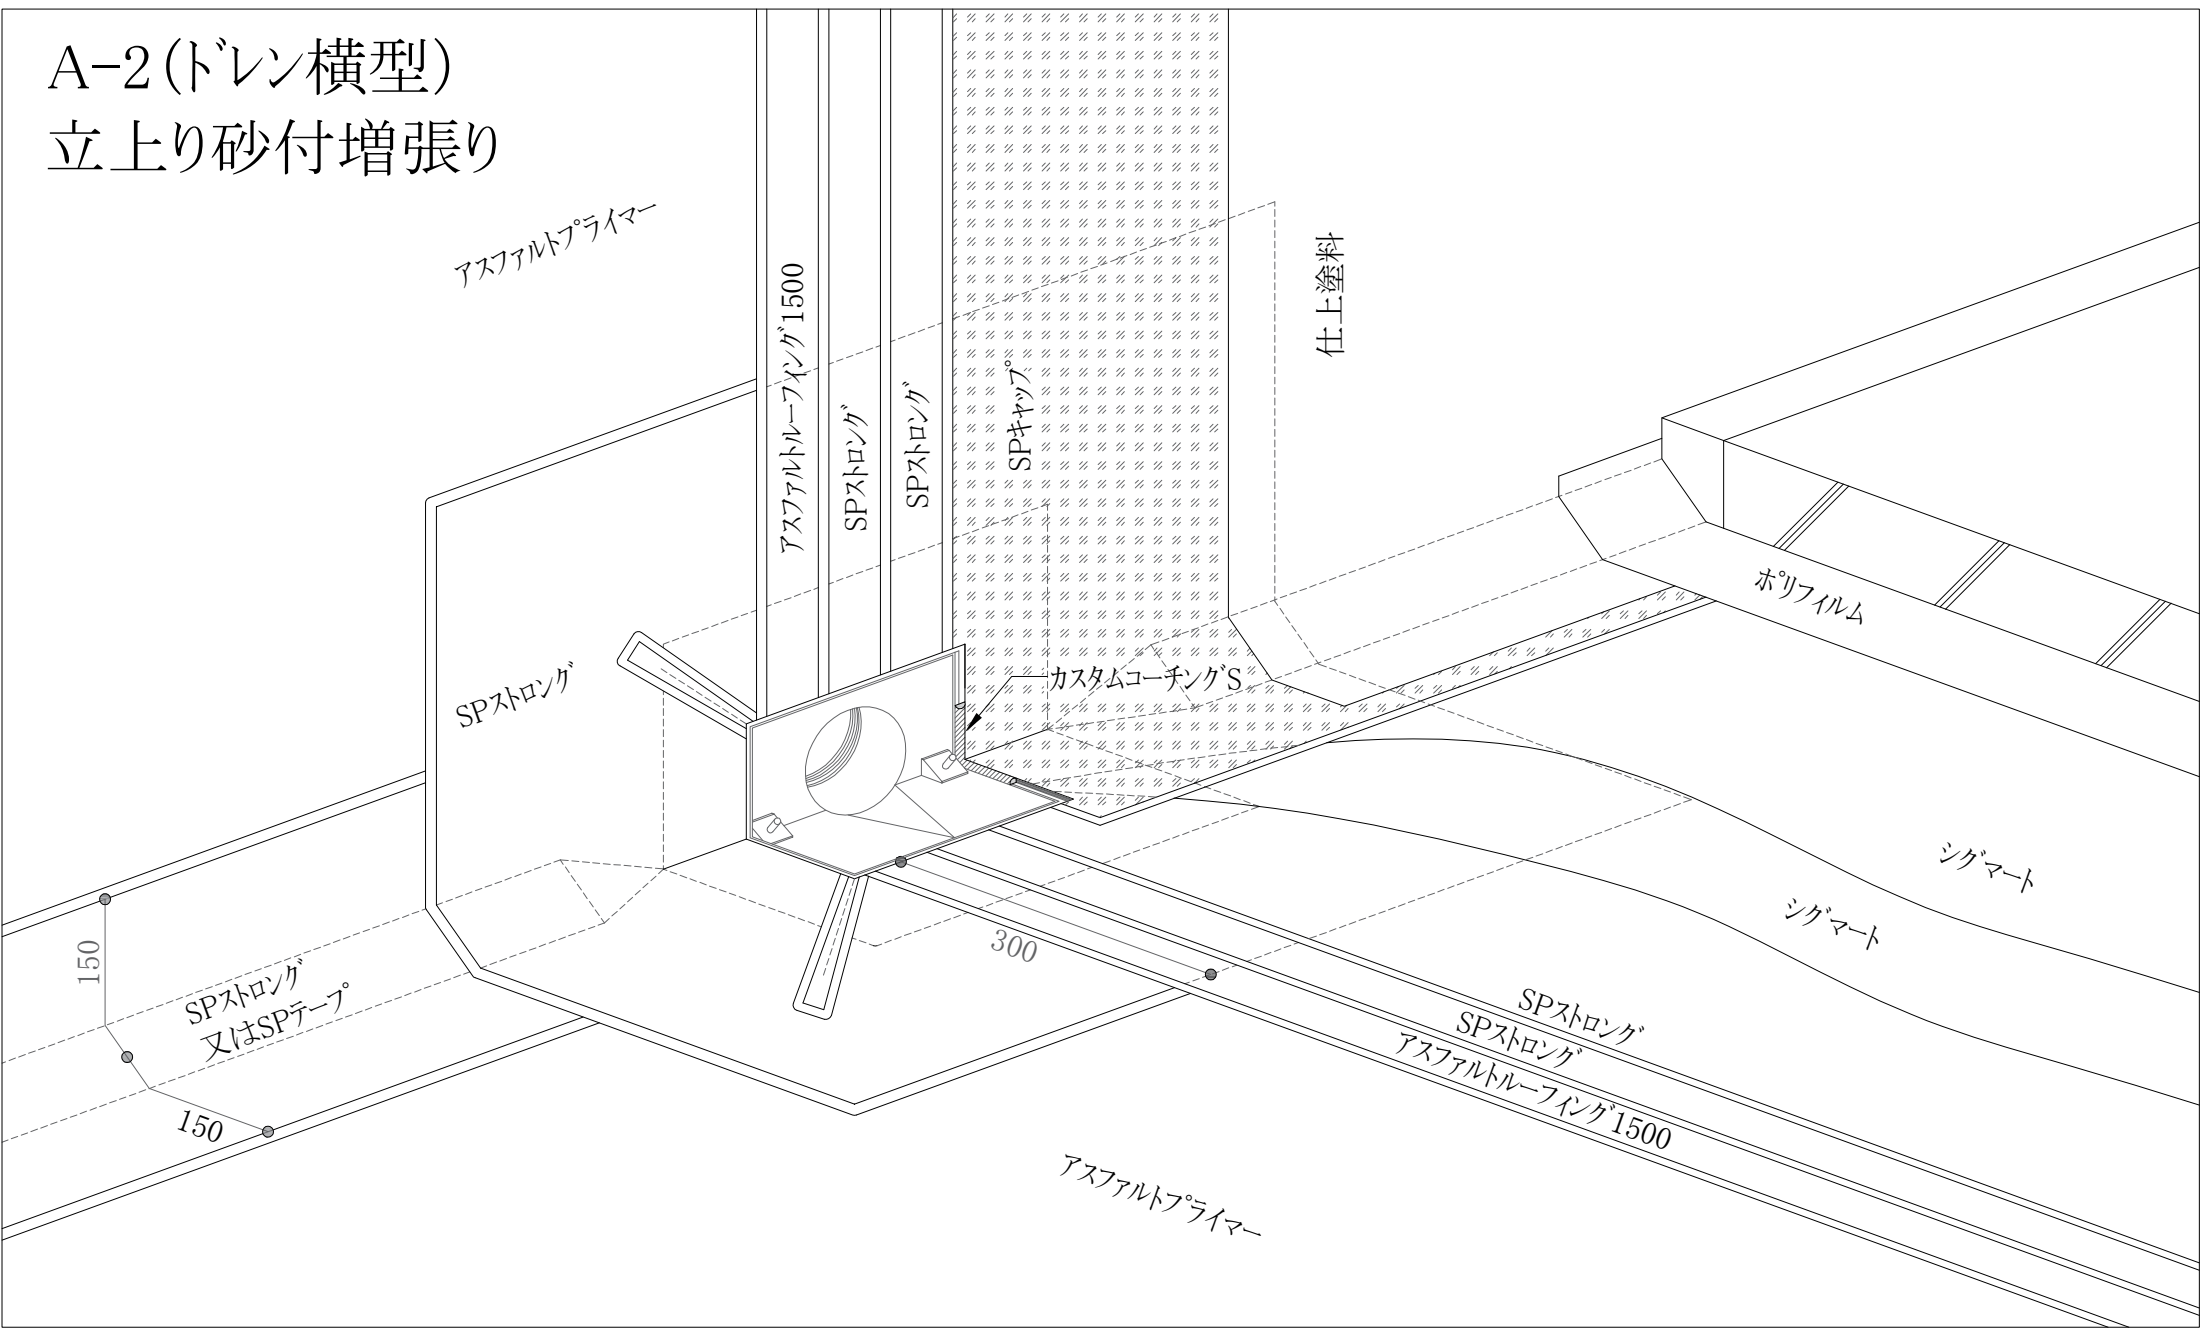 A-2(ドレン横型)
立上り砂付増張り
アスファルトプライマー
アスファルトルーフィング1500
SPストロング
SPストロング
SPキャップ
仕上塗料
ポリフィルム
SPストロング
カスタムコーチングS
シグマート
シグマート
150
SPストロング
又はSPテープ
150
300
SPストロング
SPストロング
アスファルトルーフィング1500
アスファルトプライマー